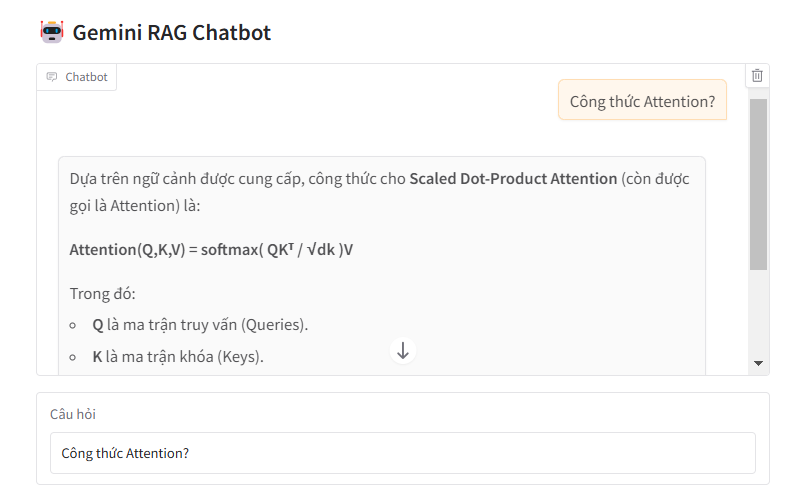 Gemini RAG Chatbot
Chatbot
Công thức Attention?
Dựa trên ngữ cảnh được cung cấp, công thức cho Scaled Dot-Product Attention (còn được
gọi là Attention) là:
Attention(Q,K,V) = softmax( QKᵀ / √dk )V
Trong đó:
Q là ma trận truy vấn (Queries).
K là ma trận khóa (Keys).
Câu hỏi
Công thức Attention?